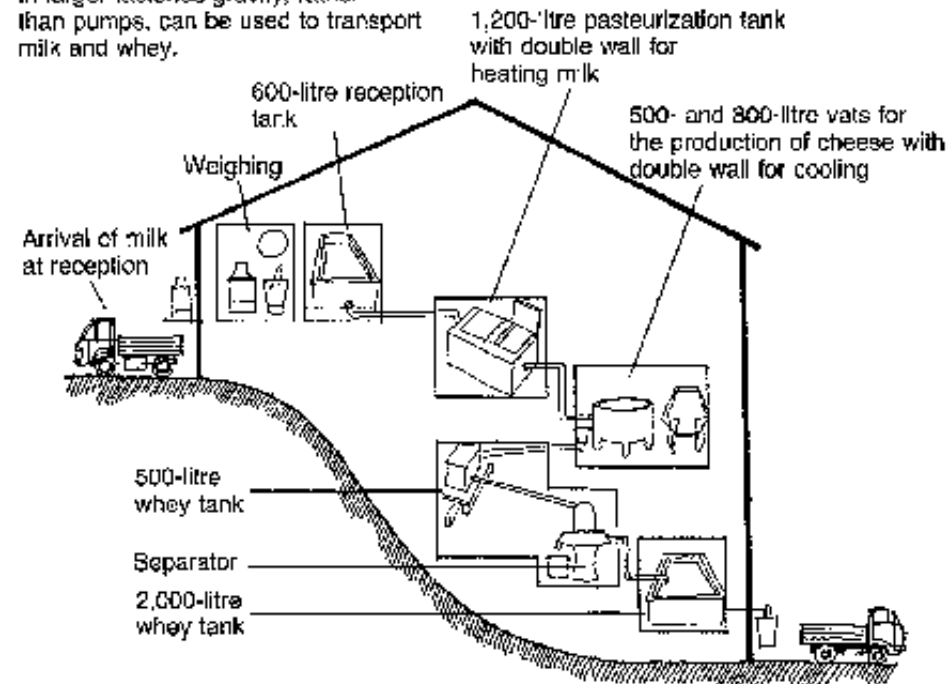 than pumps, can be used to transport
milk and whey.
1,200-litre pasteurization tank
with double wall for
heating milk
600-litre reception
tank
500- and 800-litre vats for
the production of cheese with
double wall for cooling
Weighing
Arrival of milk
at reception
500-litre
whey tank
Separator
2,000-litre
whey tank